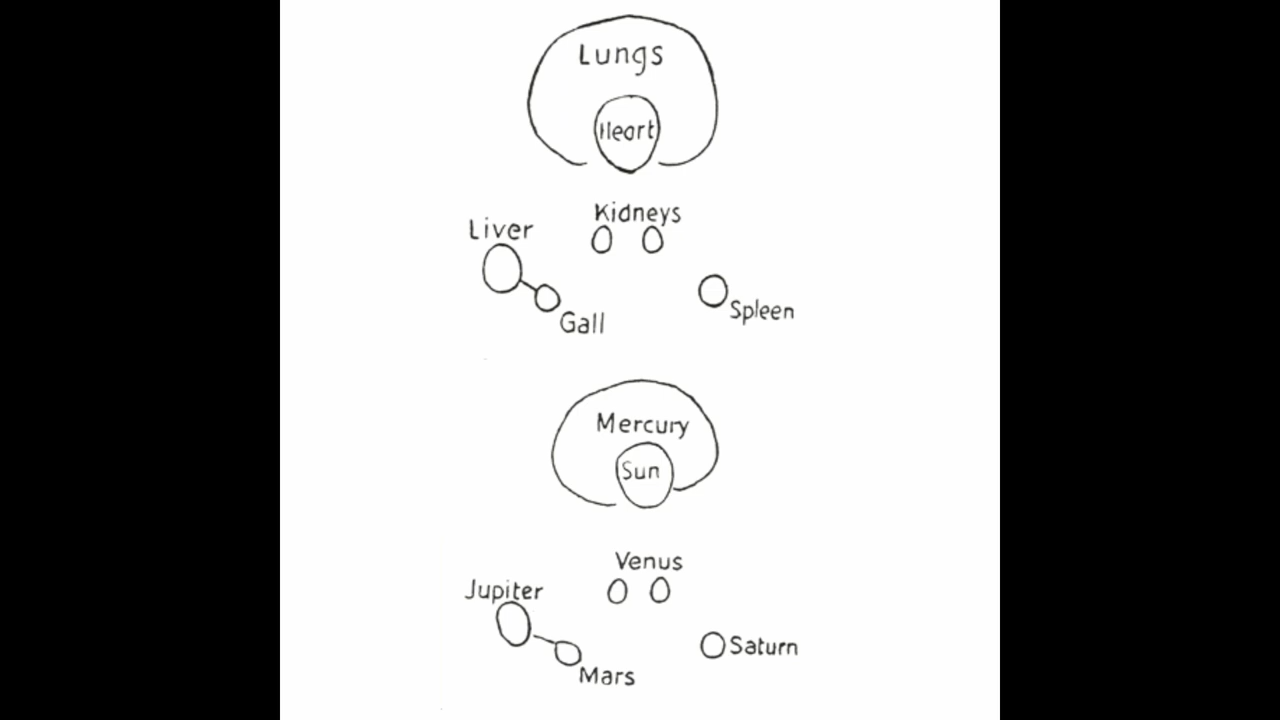 Lungs
Heart
Kidneys
Liver
Gall
Spleen
Mercury
Sun
Venus
Jupiter
Mars
Saturn